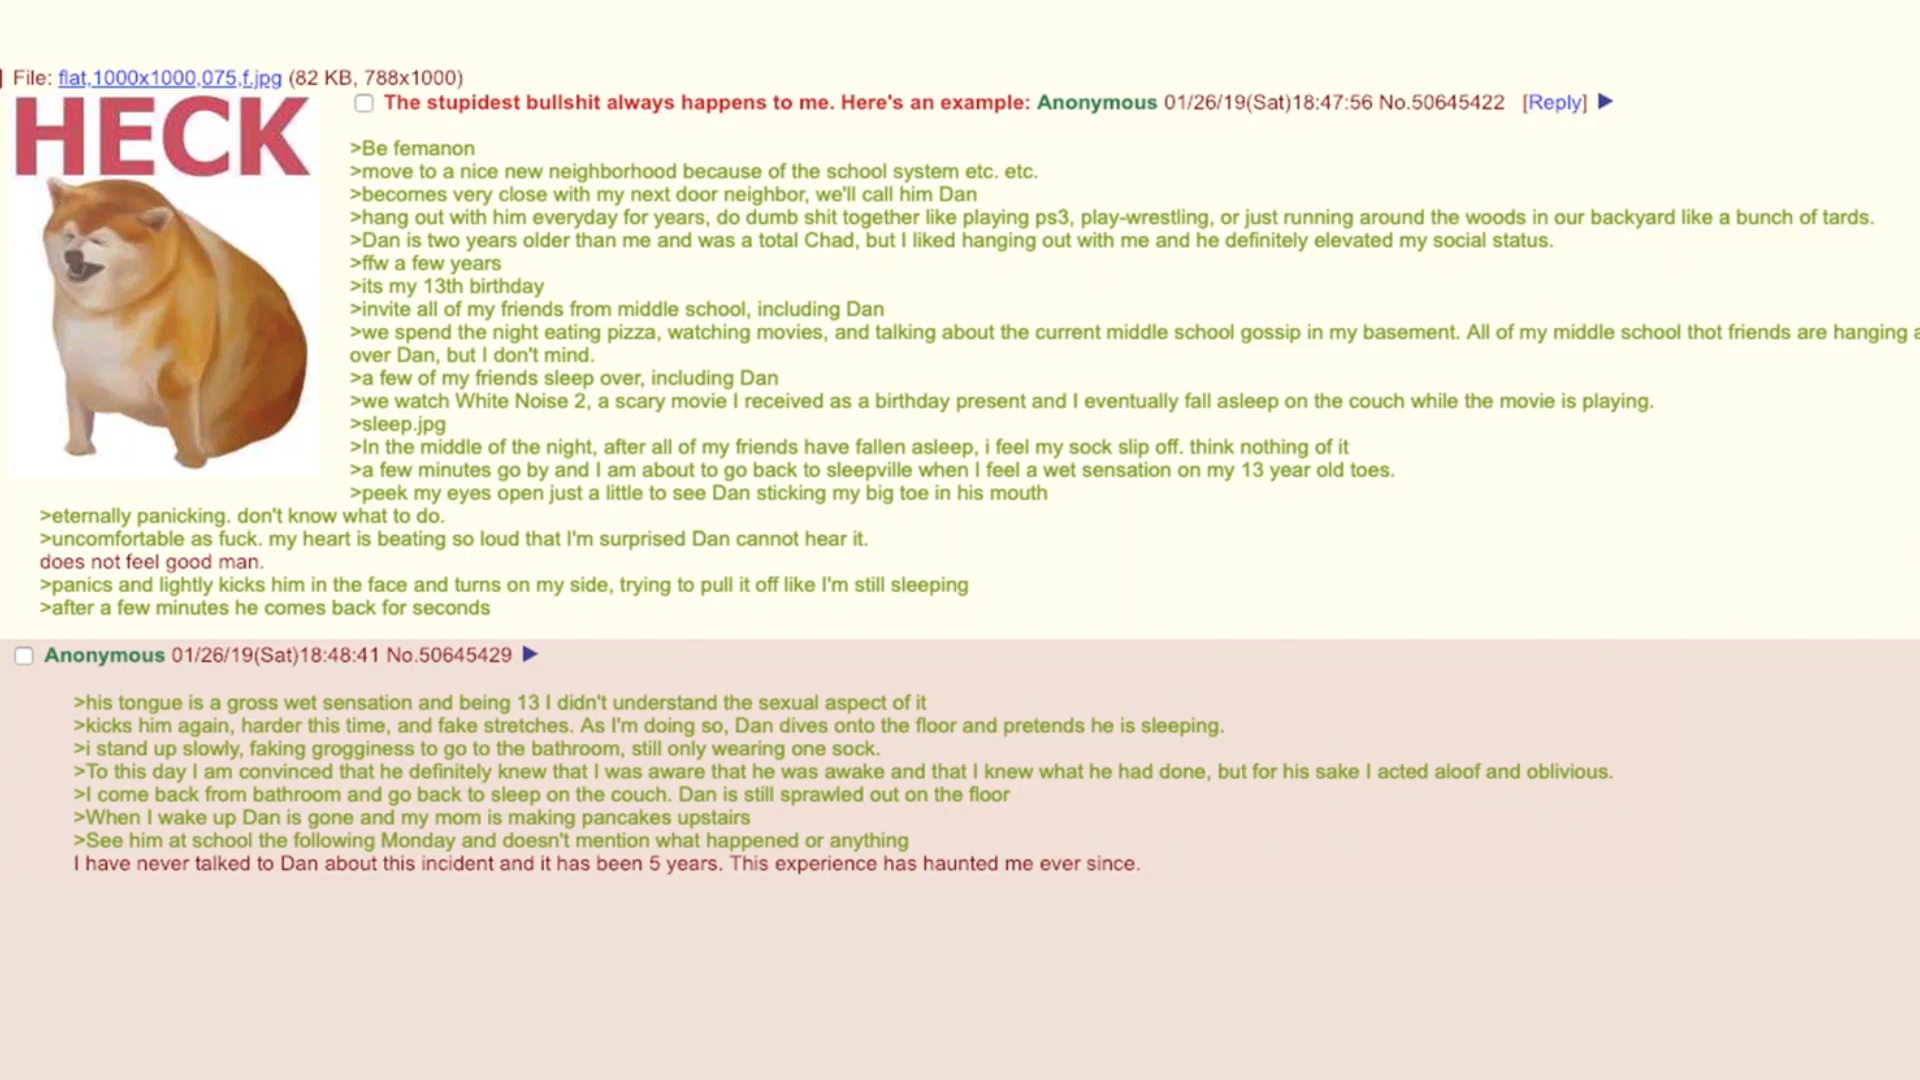 File: flat,1000x1000,075,f.jpg (82 KB, 788x1000)
HECK
The stupidest bullshit always happens to me. Here's an example: Anonymous 01/26/19(Sat)18:47:56 No.50645422 [Reply] ▶
>Be femanon
>move to a nice new neighborhood because of the school system etc. etc.
>becomes very close with my next door neighbor, we'll call him Dan
>hang out with him everyday for years, do dumb shit together like playing ps3, play-wrestling, or just running around the woods in our backyard like a bunch of tards.
>Dan is two years older than me and was a total Chad, but I liked hanging out with me and he definitely elevated my social status.
>ffw a few years
>its my 13th birthday
>invite all of my friends from middle school, including Dan
>we spend the night eating pizza, watching movies, and talking about the current middle school gossip in my basement. All of my middle school thot friends are hanging
over Dan, but I don't mind.
>a few of my friends sleep over, including Dan
>we watch White Noise 2, a scary movie I received as a birthday present and I eventually fall asleep on the couch while the movie is playing.
>sleep.jpg
>In the middle of the night, after all of my friends have fallen asleep, i feel my sock slip off. think nothing of it
>a few minutes go by and I am about to go back to sleepville when I feel a wet sensation on my 13 year old toes.
>peek my eyes open just a little to see Dan sticking my big toe in his mouth
>eternally panicking. don't know what to do.
>uncomfortable as fuck. my heart is beating so loud that I'm surprised Dan cannot hear it.
does not feel good man.
>panics and lightly kicks him in the face and turns on my side, trying to pull it off like I'm still sleeping
>after a few minutes he comes back for seconds
Anonymous 01/26/19(Sat)18:48:41 No.50645429 ▶
>his tongue is a gross wet sensation and being 13 I didn't understand the sexual aspect of it
>kicks him again, harder this time, and fake stretches. As I'm doing so, Dan dives onto the floor and pretends he is sleeping.
>i stand up slowly, faking grogginess to go to the bathroom, still only wearing one sock.
>To this day I am convinced that he definitely knew that I was aware that he was awake and that I knew what he had done, but for his sake I acted aloof and oblivious.
>I come back from bathroom and go back to sleep on the couch. Dan is still sprawled out on the floor
>When I wake up Dan is gone and my mom is making pancakes upstairs
>See him at school the following Monday and doesn't mention what happened or anything
I have never talked to Dan about this incident and it has been 5 years. This experience has haunted me ever since.